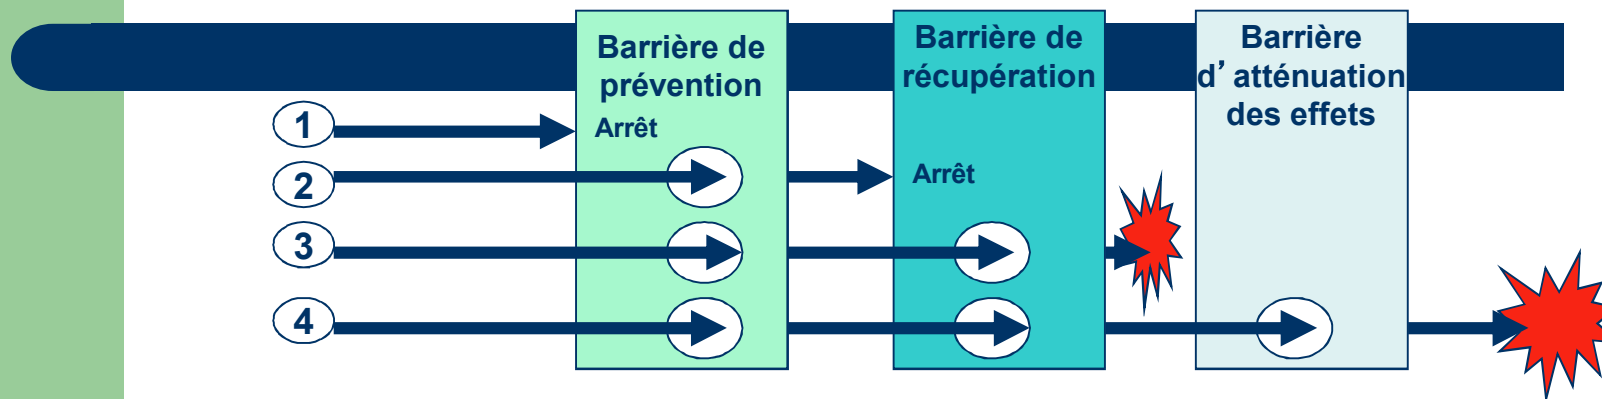 Barrière de
prévention
Barrière de
récupération
Barrière
d’ atténuation
des effets
1
Arrêt
2
Arrêt
3
4